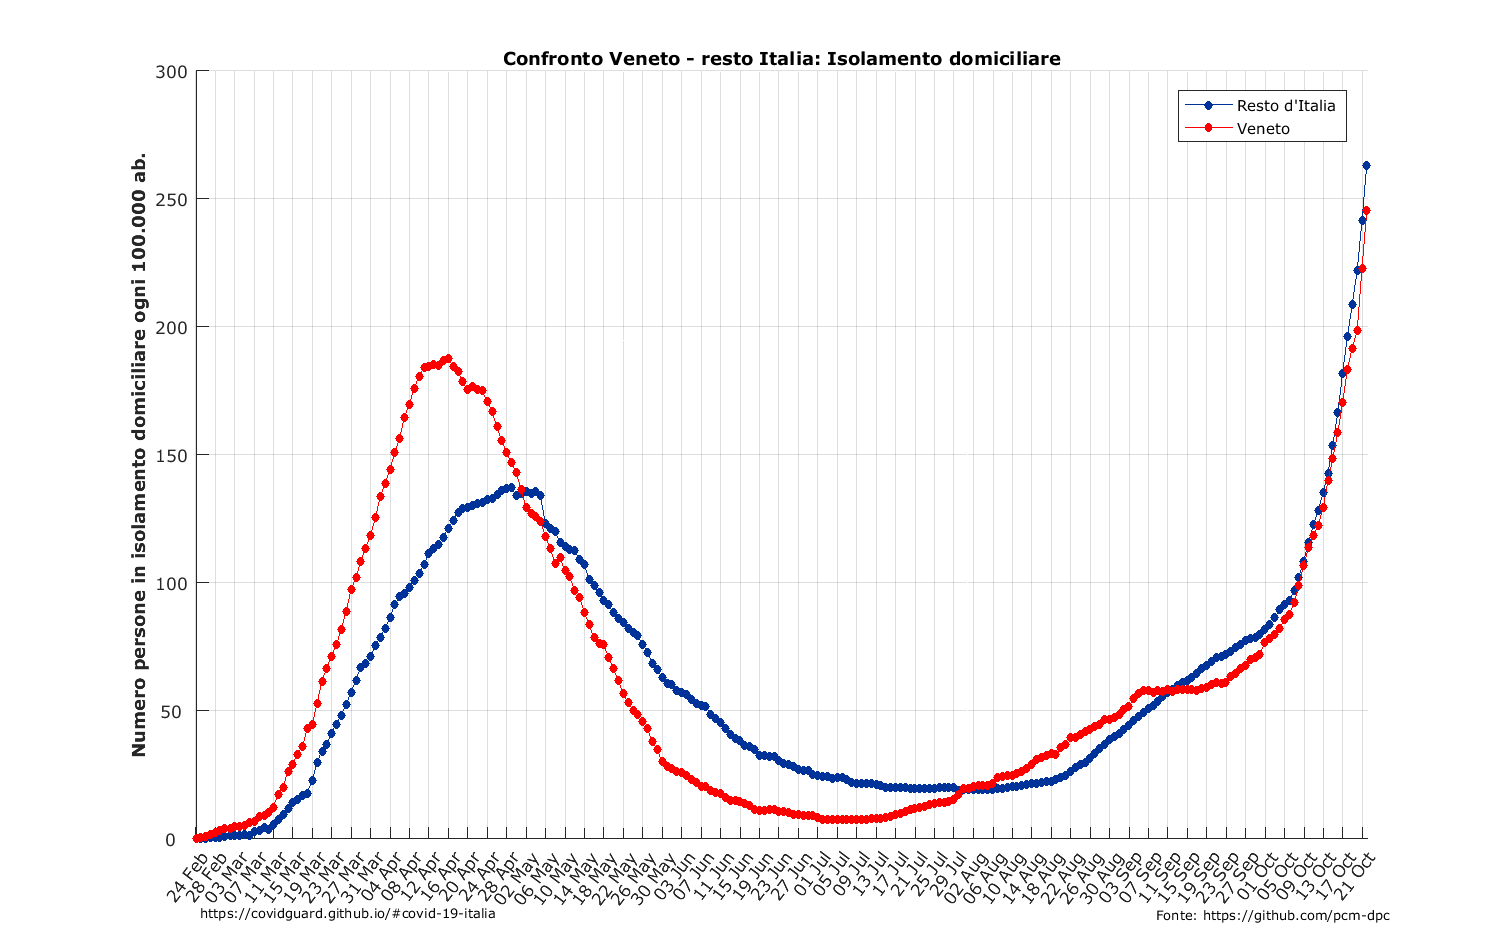 Confronto Veneto - resto Italia: Isolamento domiciliare
Numero persone in isolamento domiciliare ogni 100.000 ab.
300
250
200
150
100
50
0
Resto d'Italia
Veneto
24 Feb
28 Feb
03 Mar
07 Mar
11 Mar
15 Mar
19 Mar
23 Mar
27 Mar
31 Mar
04 Apr
08 Apr
12 Apr
16 Apr
20 Apr
24 Apr
28 Apr
02 May
06 May
10 May
14 May
18 May
22 May
26 May
30 May
03 Jun
07 Jun
11 Jun
15 Jun
19 Jun
23 Jun
27 Jun
01 Jul
05 Jul
09 Jul
13 Jul
17 Jul
21 Jul
25 Jul
29 Jul
02 Aug
06 Aug
10 Aug
14 Aug
18 Aug
22 Aug
26 Aug
30 Aug
03 Sep
07 Sep
11 Sep
15 Sep
19 Sep
23 Sep
27 Sep
01 Oct
05 Oct
09 Oct
13 Oct
17 Oct
21 Oct
https://covidguard.github.io/#covid-19-italia
Fonte: https://github.com/pcm-dpc